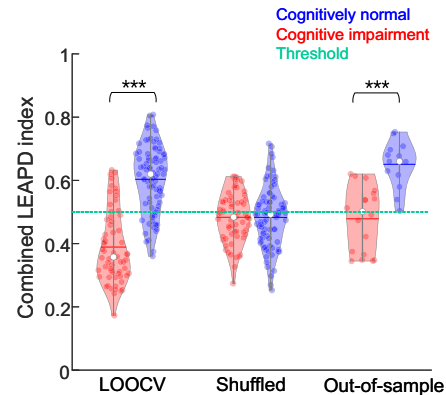 Cognitively normal
Cognitive impairment
Threshold
1
0.8
0.6
0.4
0.2
0
Combined LEAPD index
***
***
LOOCV
Shuffled
Out-of-sample